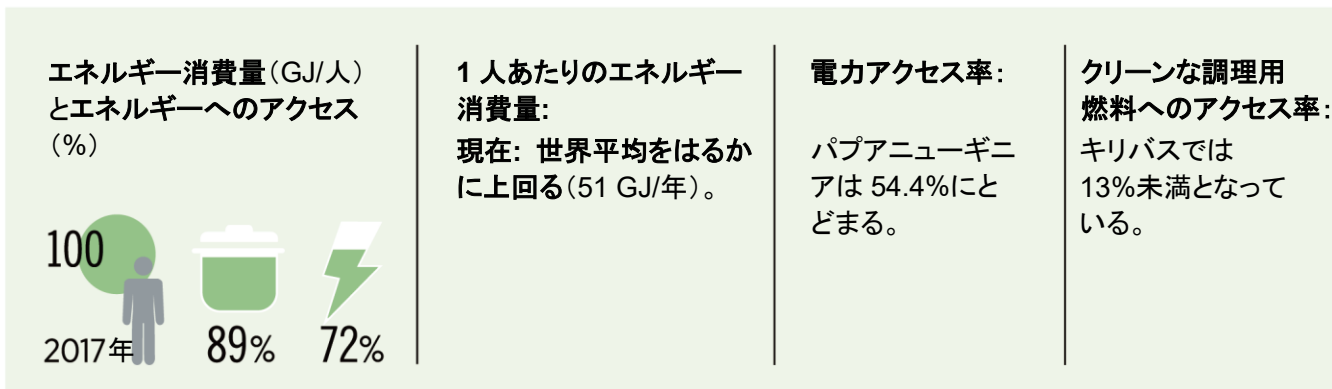 エネルギー消費量(GJ/人)
とエネルギーへのアクセス
(%)
100
2017年
89%
72%
1 人あたりのエネルギー
消費量:
現在: 世界平均をはるか
に上回る(51 GJ/年)。
電力アクセス率:
パプアニューギニ
アは 54.4%にと
どまる。
クリーンな調理用
燃料へのアクセス率:
キリバスでは
13%未満となって
いる。